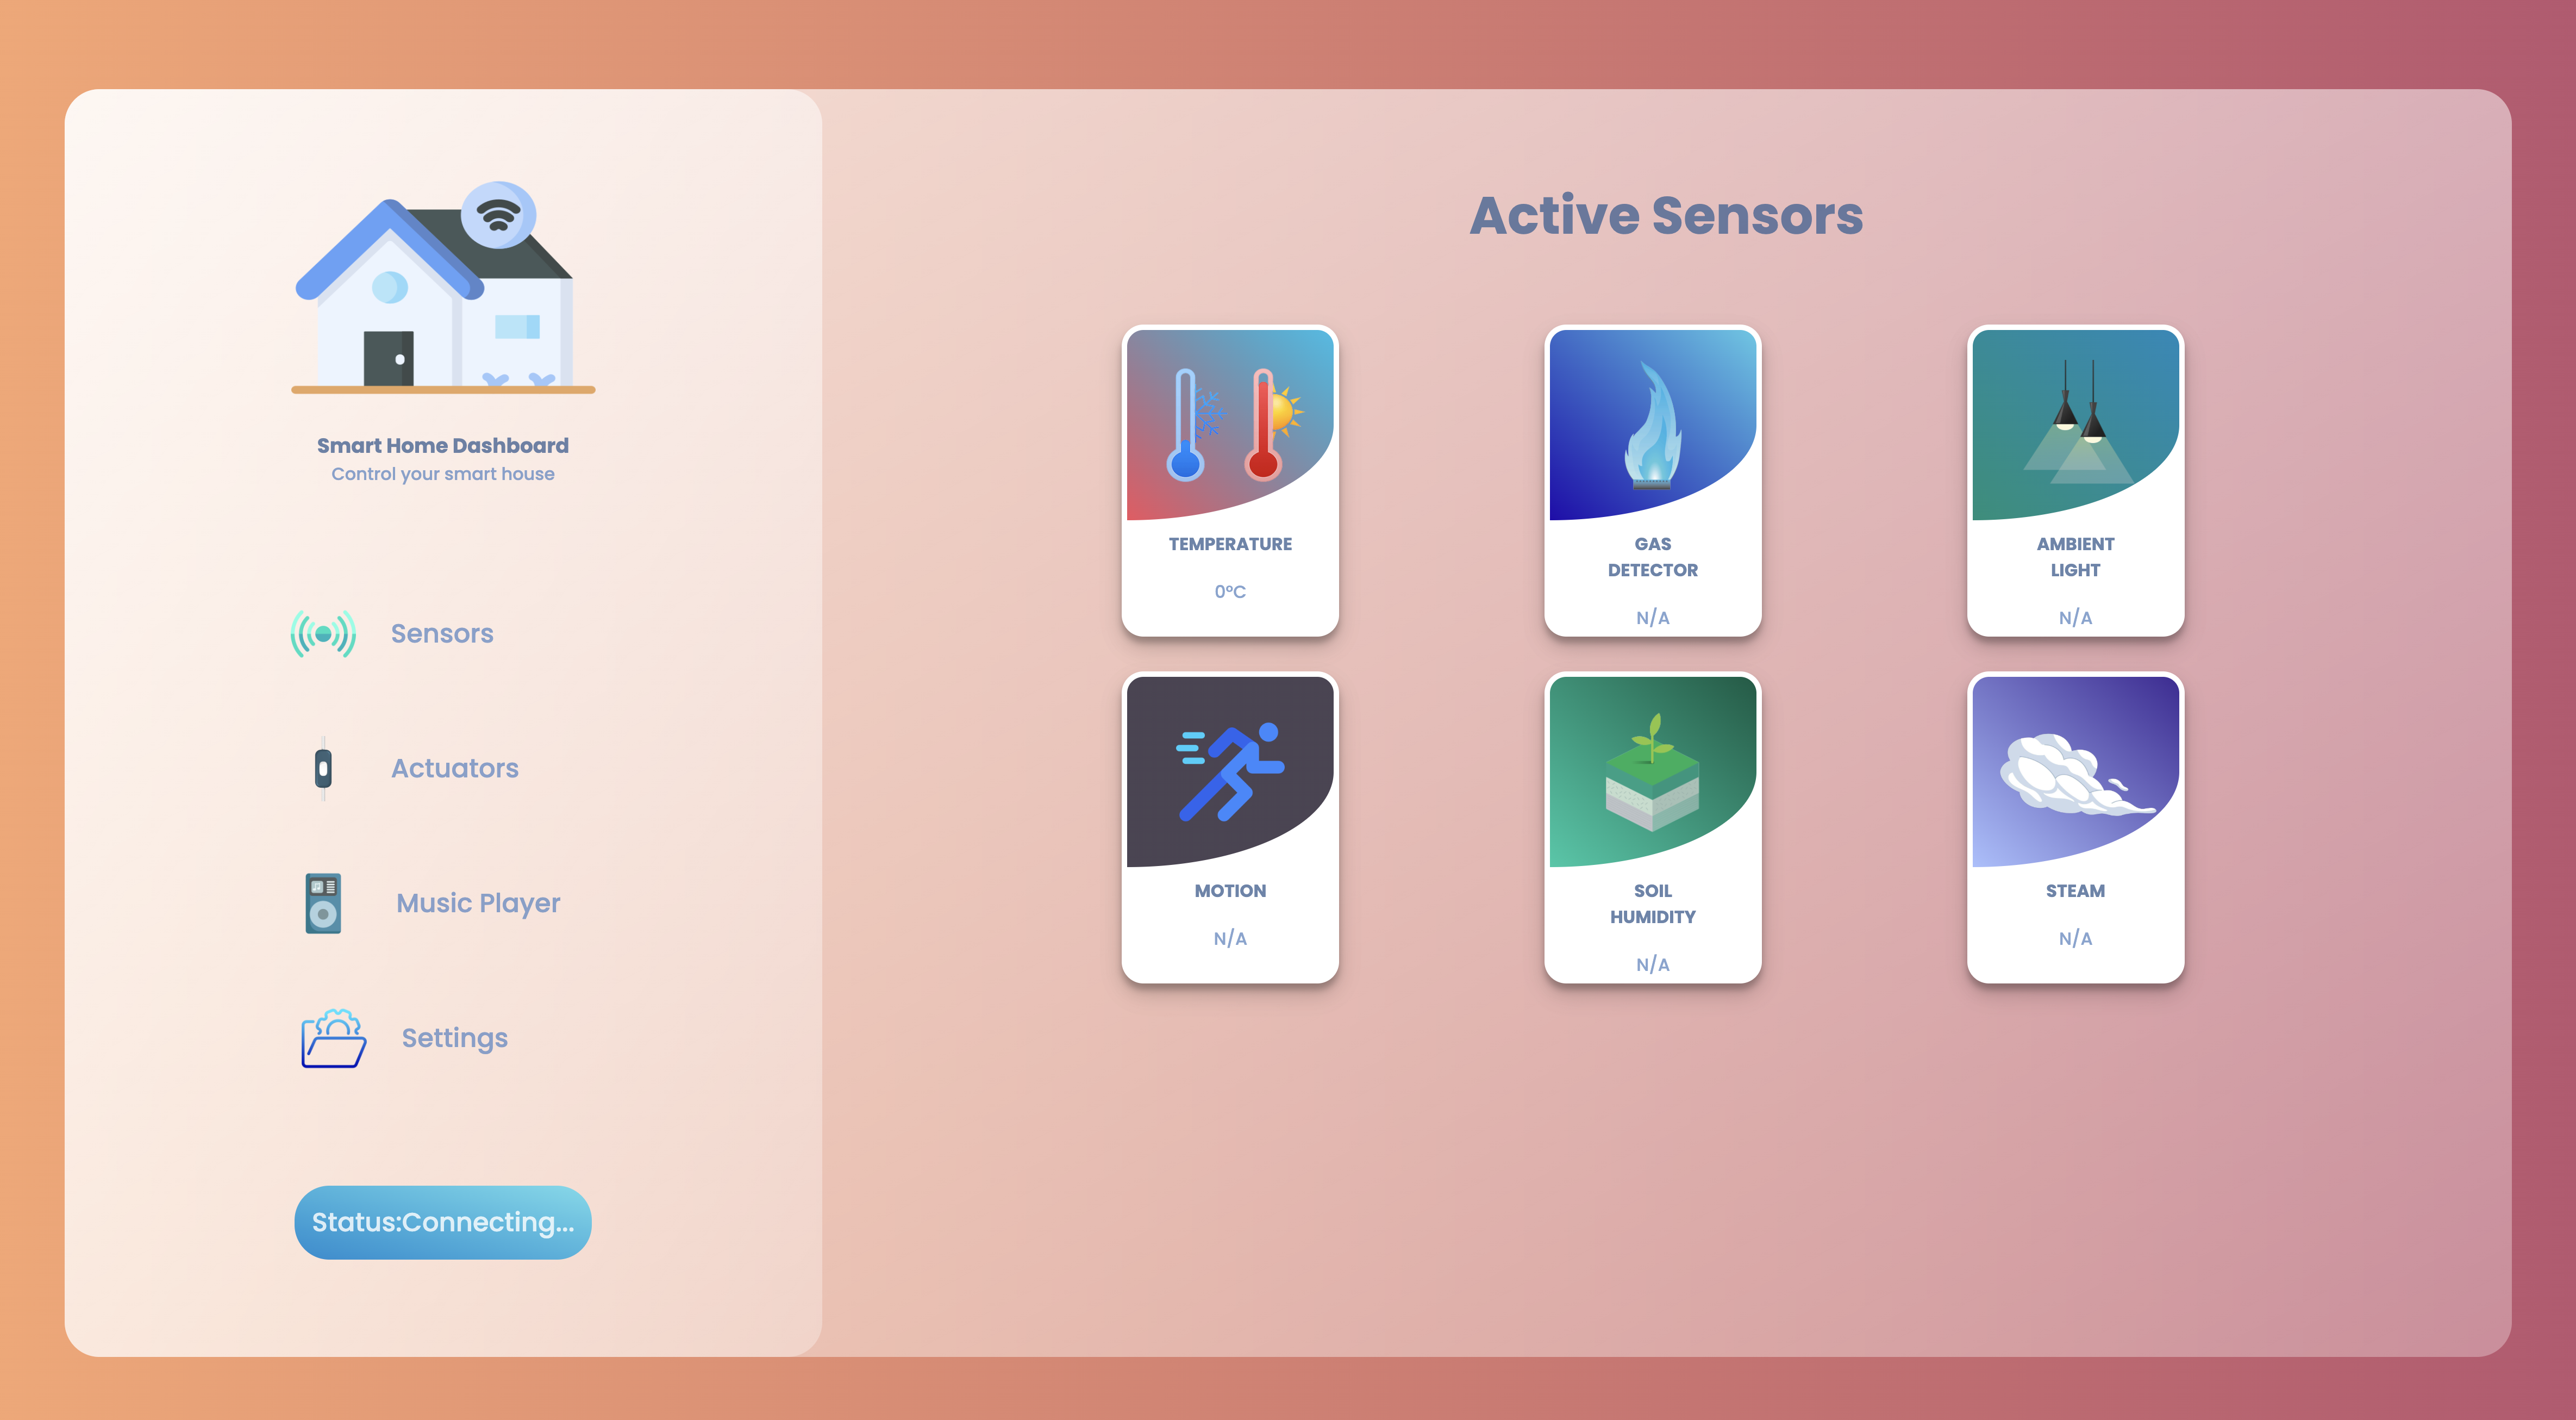 Smart Home Dashboard
Control your smart house
Sensors
Actuators
Music Player
Settings
Status:Connecting...
Active Sensors
TEMPERATURE
0°C
GAS
DETECTOR
N/A
AMBIENT
LIGHT
N/A
MOTION
N/A
SOIL
HUMIDITY
N/A
STEAM
N/A